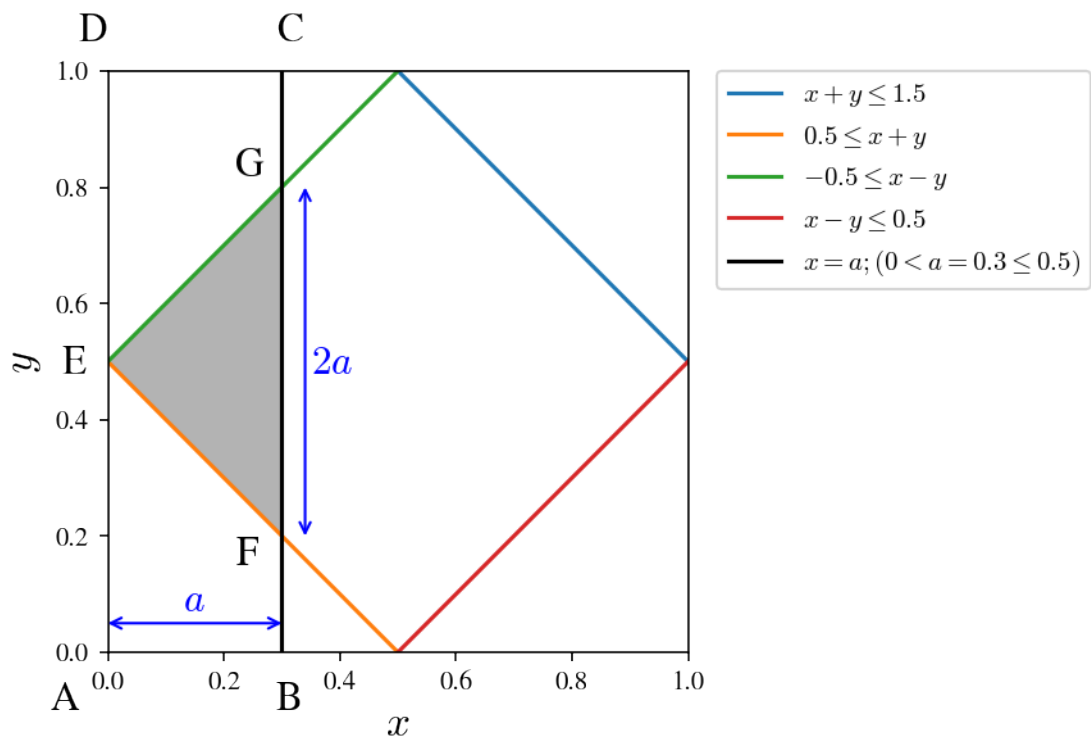 D
C
1.0
G
0.8
0.6
E
y
2a
0.4
F
0.2
a
0.0
A
0.0
0.2
B
0.4
0.6
0.8
1.0
x
x + y ≤ 1.5
0.5 ≤ x + y
−0.5 ≤ x − y
x − y ≤ 0.5
x = a; (0 < a = 0.3 ≤ 0.5)